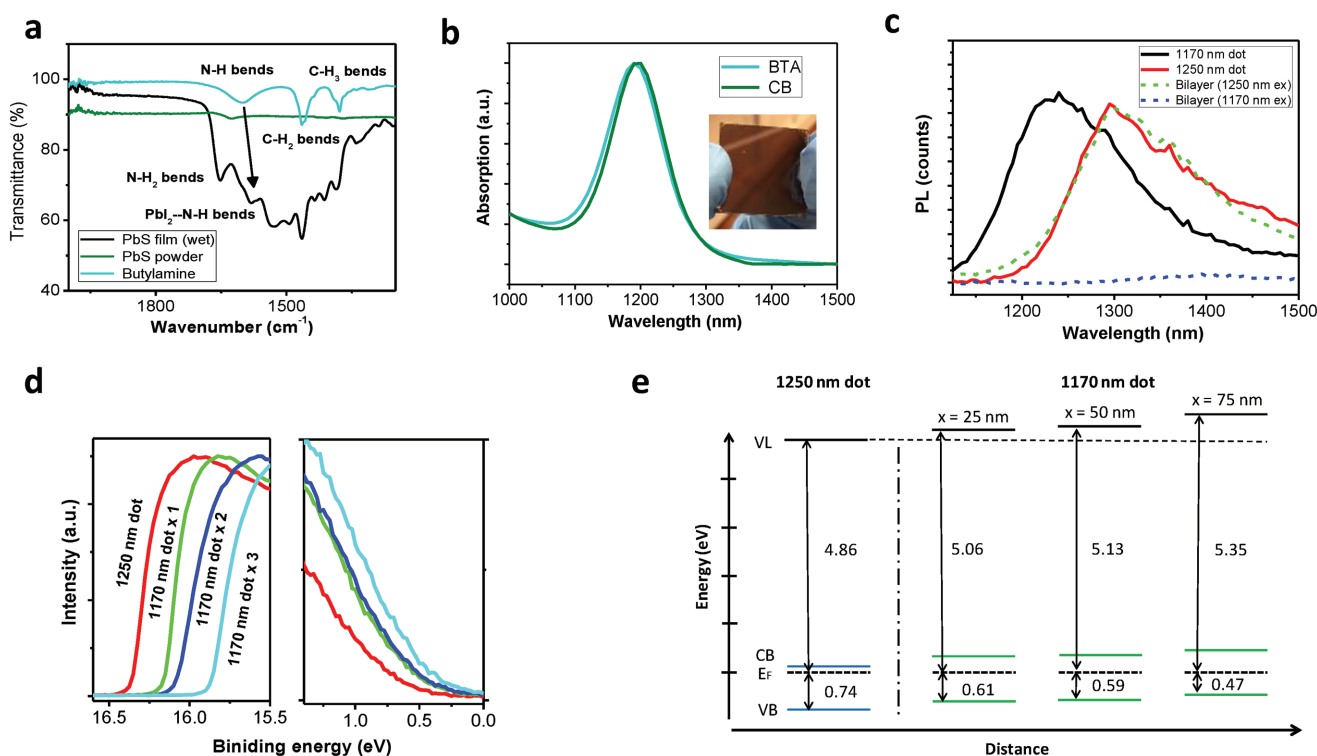 a
N-H bends
C-H3 bends
C-H2 bends
N-H2 bends
PbI2--N-H bends
PbS film (wet)
PbS powder
Butylamine
100
80
60
40
Transmittance (%)
1800
1500
Wavenumber (cm-1)
b
BTA
CB
Absorption (a.u.)
1000
1100
1200
1300
1400
1500
Wavelength (nm)
c
1170 nm dot
1250 nm dot
Bilayer (1250 nm ex)
Bilayer (1170 nm ex)
PL (counts)
1200
1300
1400
1500
Wavelength (nm)
d
Intensity (a.u.)
1250 nm dot
1170 nm dot x 1
1170 nm dot x 2
1170 nm dot x 3
16.5
16.0
15.5
1.0
0.5
0.0
Biniding energy (eV)
e
1250 nm dot
1170 nm dot
x = 25 nm
x = 50 nm
x = 75 nm
VL
Energy (eV)
4.86
5.06
5.13
5.35
CB
EF
VB
0.74
0.61
0.59
0.47
Distance